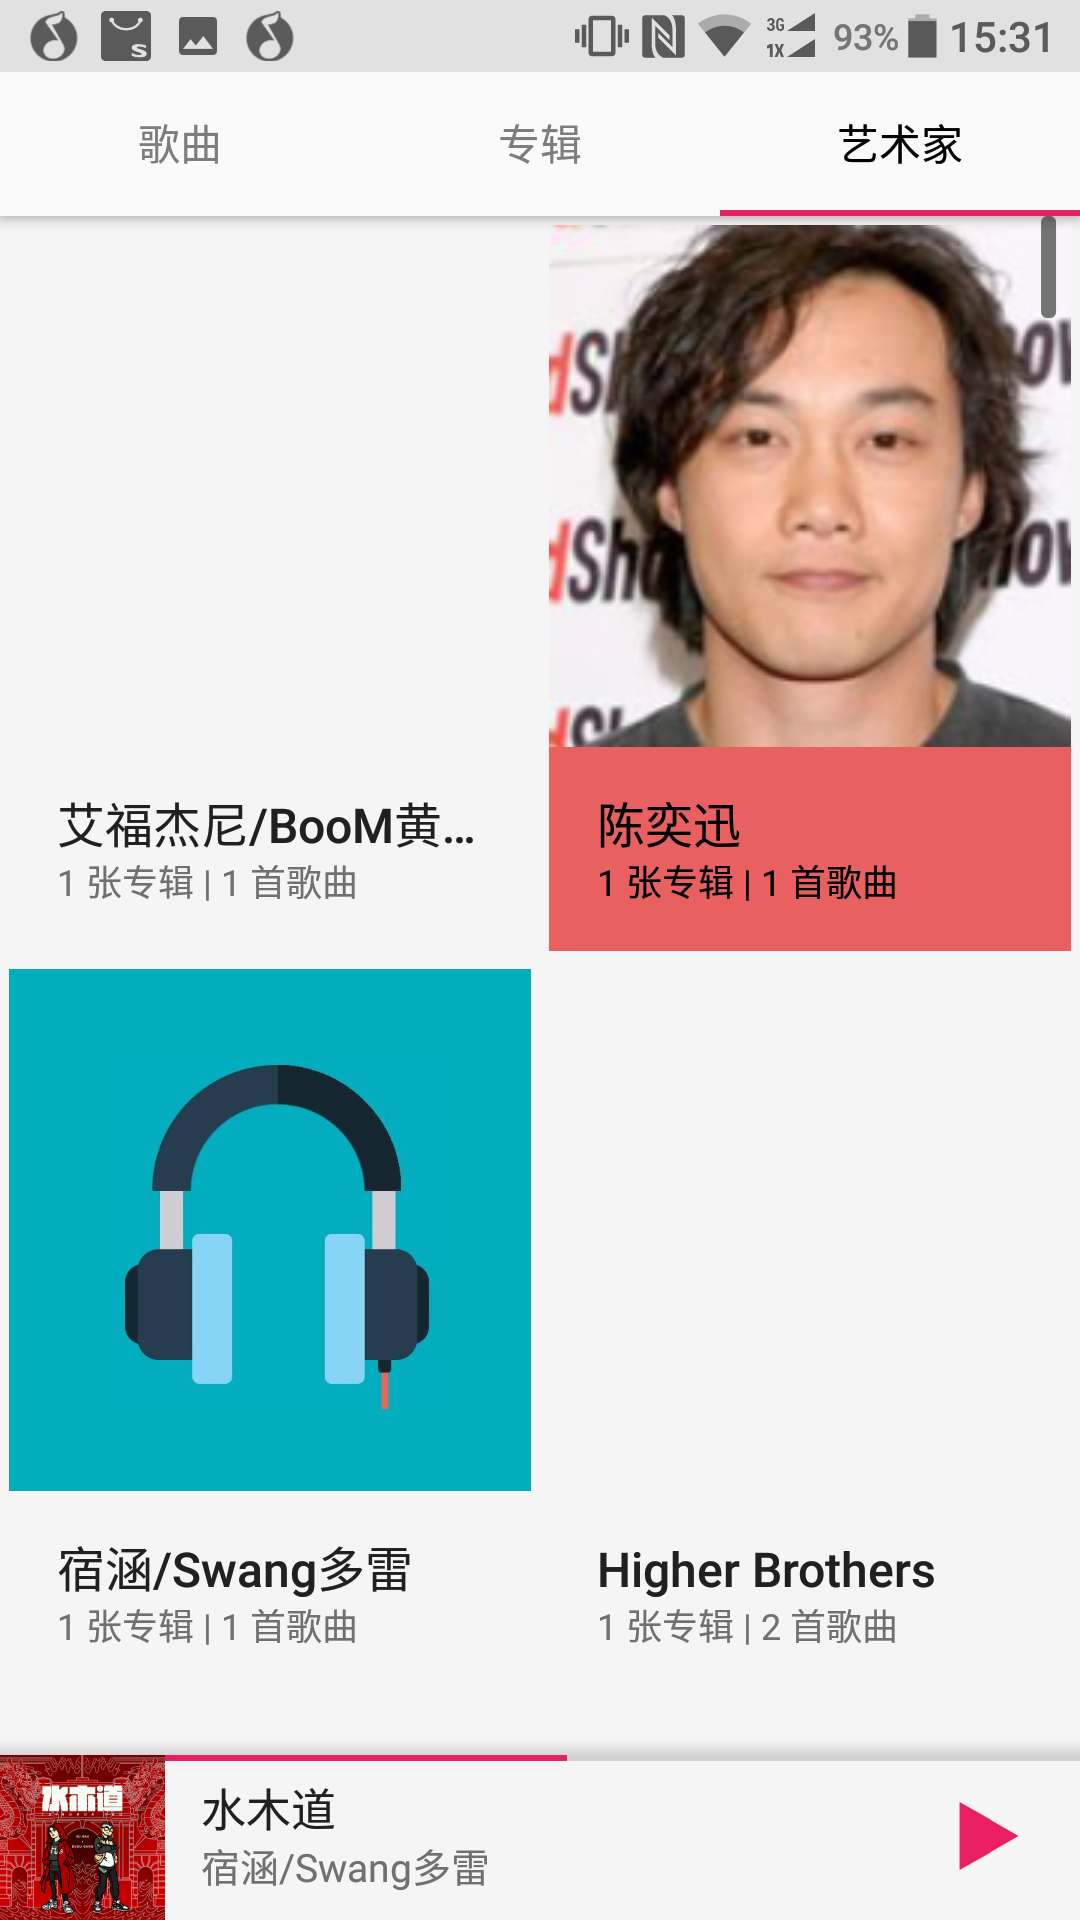 3G
1X
93%
15:31
歌曲
专辑
艺术家
艾福杰尼/BooM黄...
1 张专辑 | 1 首歌曲
陈奕迅
1 张专辑 | 1 首歌曲
宿涵/Swang多雷
1 张专辑 | 1 首歌曲
Higher Brothers
1 张专辑 | 2 首歌曲
水木道
水木道
宿涵/Swang多雷